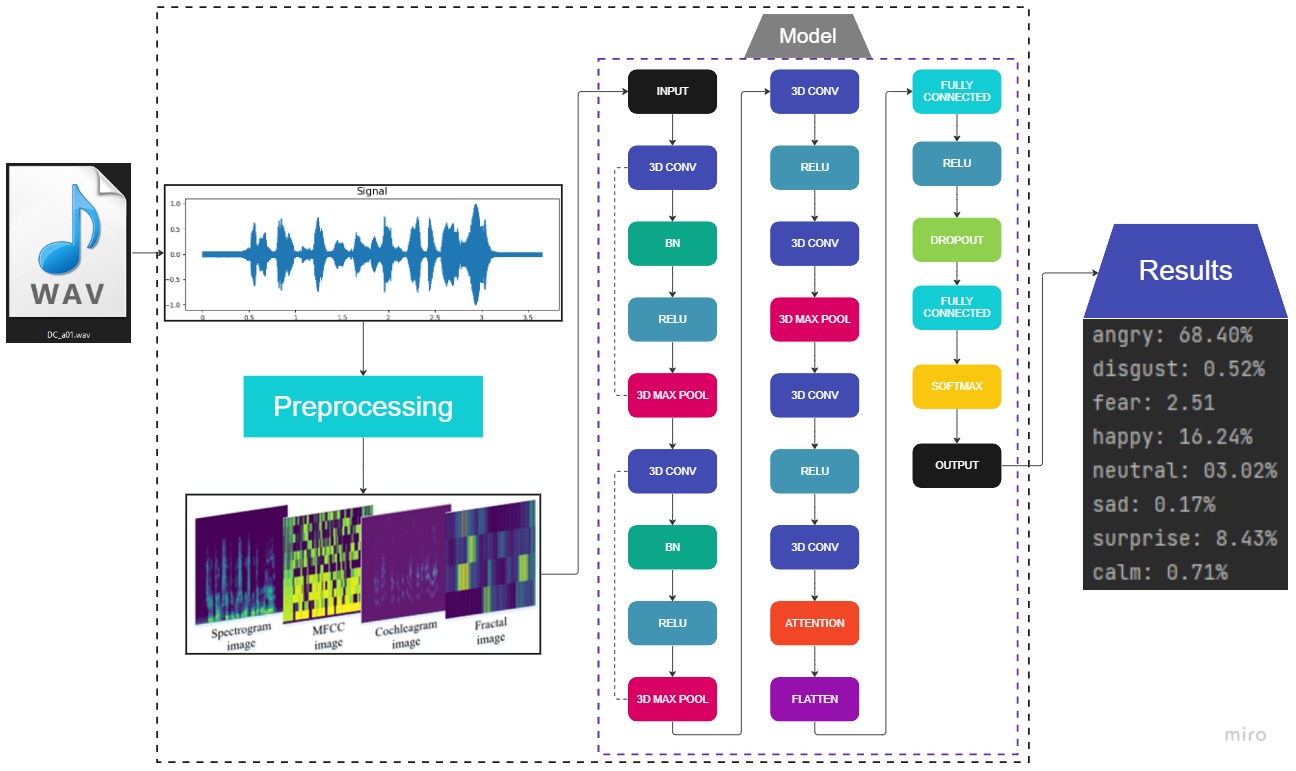 WAV
DC_a01.wav
Signal
1.0
0.5
0.0
-0.5
-1.0
0 0.5 1 1.5 2 2.5 3 3.5
Preprocessing
Spectrogram
image
MFCC
image
Cochleagram
image
Fractal
image
Model
INPUT
3D CONV
BN
RELU
3D MAX POOL
3D CONV
BN
RELU
3D MAX POOL
3D CONV
RELU
3D CONV
3D MAX POOL
3D CONV
RELU
3D CONV
ATTENTION
FLATTEN
FULLY
CONNECTED
RELU
DROPOUT
FULLY
CONNECTED
SOFTMAX
OUTPUT
Results
angry: 68.40%
disgust: 0.52%
fear: 2.51
happy: 16.24%
neutral: 03.02%
sad: 0.17%
surprise: 8.43%
calm: 0.71%
miro